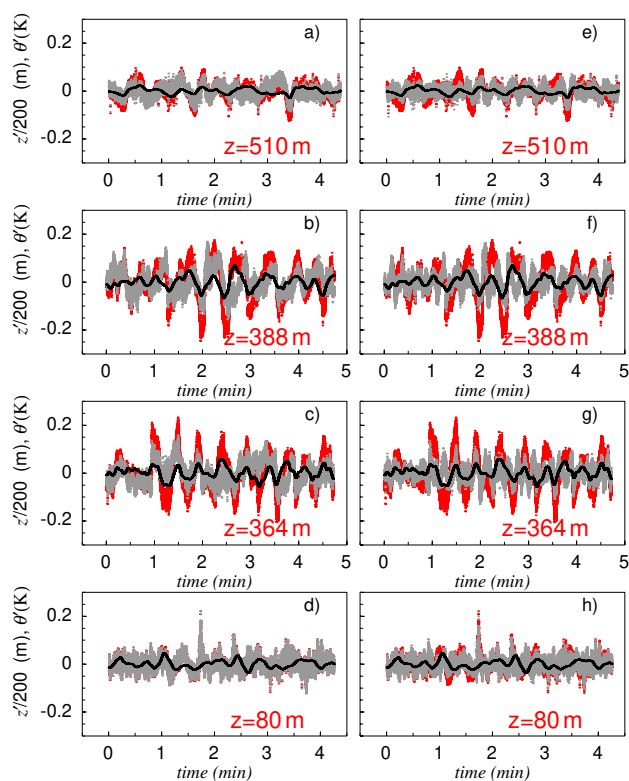 a)
z'/200 (m), θ'(K)
0.2
0
-0.2
z=510 m
0 1 2 3 4
time (min)
e)
z=510 m
0 1 2 3 4
time (min)
b)
z'/200 (m), θ'(K)
0.2
0
-0.2
z=388 m
0 1 2 3 4 5
time (min)
f)
z=388 m
0 1 2 3 4 5
time (min)
c)
z'/200 (m), θ'(K)
0.2
0
-0.2
z=364 m
0 1 2 3 4 5
time (min)
g)
z=364 m
0 1 2 3 4 5
time (min)
d)
z'/200 (m), θ'(K)
0.2
0
-0.2
z=80 m
0 1 2 3 4
time (min)
h)
z=80 m
0 1 2 3 4
time (min)